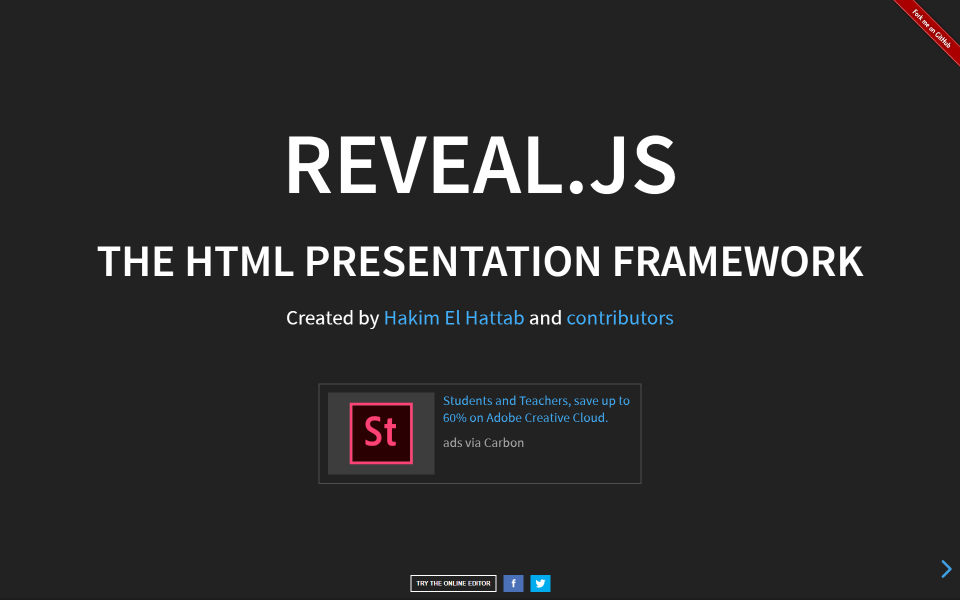 Fork me on GitHub
REVEAL.JS
THE HTML PRESENTATION FRAMEWORK
Created by Hakim El Hattab and contributors
St
Students and Teachers, save up to
60% on Adobe Creative Cloud.
ads via Carbon
TRY THE ONLINE EDITOR
f